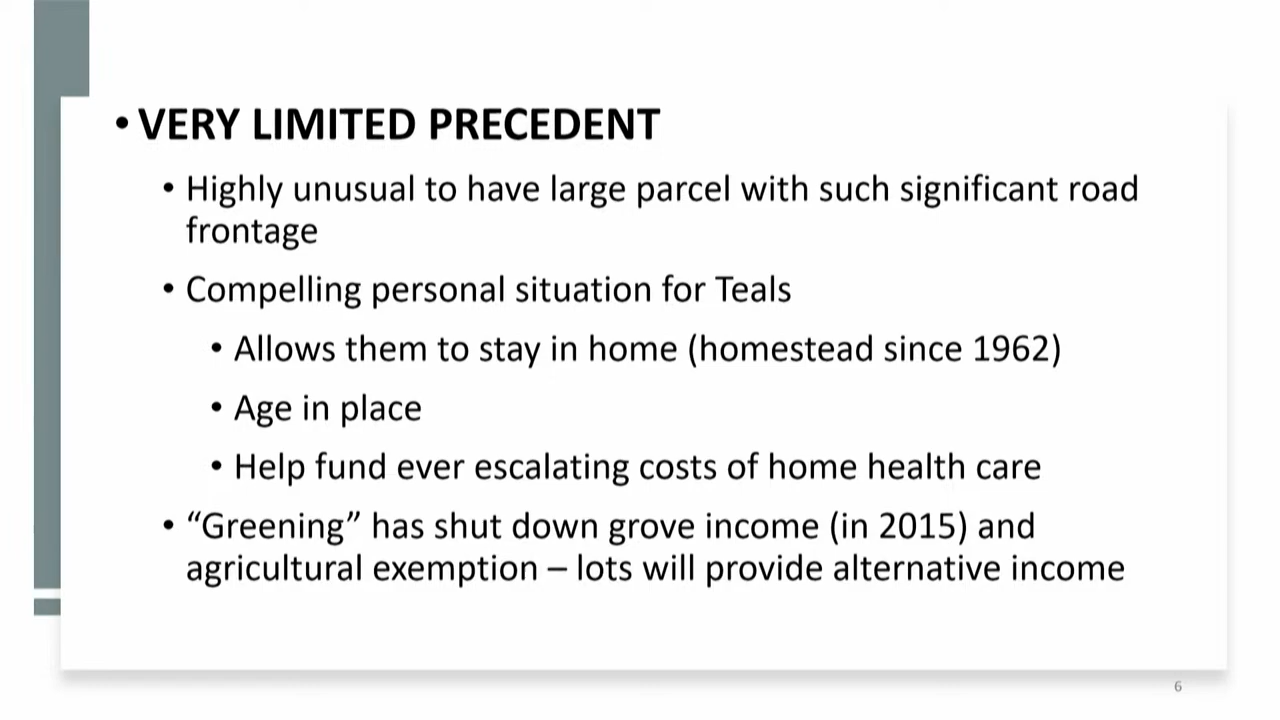 • VERY LIMITED PRECEDENT
• Highly unusual to have large parcel with such significant road
frontage
• Compelling personal situation for Teals
• Allows them to stay in home (homestead since 1962)
• Age in place
• Help fund ever escalating costs of home health care
• “Greening” has shut down grove income (in 2015) and
agricultural exemption – lots will provide alternative income
6